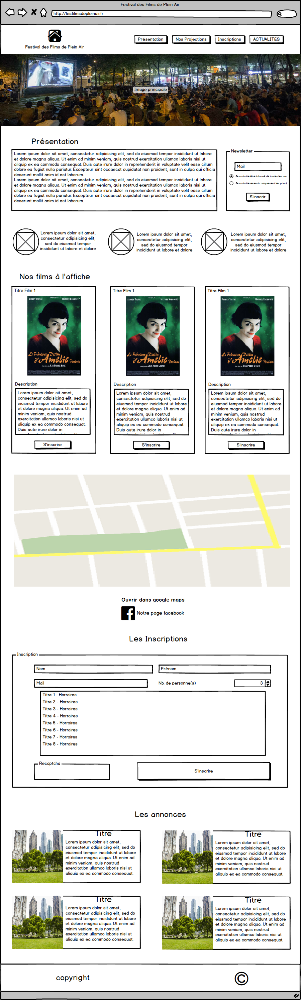 Festival des Films de Plein Air
http://lesfilmsdepleinair.fr
Festival des Films de Plein Air
Présentation
Nos Projections
Inscriptions
ACTUALITÉS
Image principale
Présentation
Lorem ipsum dolor sit amet, consectetur adipisicing elit, sed do eiusmod tempor incididunt ut labore
et dolore magna aliqua. Ut enim ad minim veniam, quis nostrud exercitation ullamco laboris nisi ut
aliquip ex ea commodo consequat. Duis aute irure dolor in reprehenderit in voluptate velit esse cillum
dolore eu fugiat nulla pariatur. Excepteur sint occaecat cupidatat non proident, sunt in culpa qui officia
deserunt mollit anim id est laborum.
Lorem ipsum dolor sit amet, consectetur adipisicing elit, sed do eiusmod tempor incididunt ut labore
et dolore magna aliqua. Ut enim ad minim veniam, quis nostrud exercitation ullamco laboris nisi ut
aliquip ex ea commodo consequat. Duis aute irure dolor in reprehenderit in voluptate velit esse cillum
dolore eu fugiat nulla pariatur. Excepteur sint occaecat cupidatat non proident, sunt in culpa qui officia
deserunt mollit anim id est laborum.
Newsletter
Mail
Je souhaite être informé de toutes les ann
Je souhaite recevoir uniquement les princip
S'inscrir
Lorem ipsum dolor sit amet,
consectetur adipisicing elit,
sed do eiusmod tempor
incididunt ut labore et dolore
Lorem ipsum dolor sit amet,
consectetur adipisicing elit,
sed do eiusmod tempor
incididunt ut labore et dolore
Lorem ipsum dolor sit amet,
consectetur adipisicing elit,
sed do eiusmod tempor
incididunt ut labore et dolore
Nos films à l'affiche
Titre Film 1
AUDREY TAUTOU MATHIEU KASSOVITZ
Le Fabuleux Destin
d'Amélie Poulain
Un film de JEAN-PIERRE JEUNET
Description
Lorem ipsum dolor sit amet,
consectetur adipisicing elit, sed do
eiusmod tempor incididunt ut labore
et dolore magna aliqua. Ut enim ad
minim veniam, quis nostrud
exercitation ullamco laboris nisi ut
aliquip ex ea commodo consequat.
Duis aute irure dolor in
S'inscrire
Titre Film 1
AUDREY TAUTOU MATHIEU KASSOVITZ
Le Fabuleux Destin
d'Amélie Poulain
Un film de JEAN-PIERRE JEUNET
Description
Lorem ipsum dolor sit amet,
consectetur adipisicing elit, sed do
eiusmod tempor incididunt ut labore
et dolore magna aliqua. Ut enim ad
minim veniam, quis nostrud
exercitation ullamco laboris nisi ut
aliquip ex ea commodo consequat.
Duis aute irure dolor in
S'inscrire
Titre Film 1
AUDREY TAUTOU MATHIEU KASSOVITZ
Le Fabuleux Destin
d'Amélie Poulain
Un film de JEAN-PIERRE JEUNET
Description
Lorem ipsum dolor sit amet,
consectetur adipisicing elit, sed do
eiusmod tempor incididunt ut labore
et dolore magna aliqua. Ut enim ad
minim veniam, quis nostrud
exercitation ullamco laboris nisi ut
aliquip ex ea commodo consequat.
Duis aute irure dolor in
S'inscrire
Ouvrir dans google maps
Notre page facebook
Les Inscriptions
Inscription
Nom
Prénom
Mail
Nb. de personne(s)
3
Titre 1 - Horraires
Titre 2 - Horraires
Titre 3 - Horraires
Titre 4 - Horraires
Titre 5 - Horraires
Titre 6 - Horraires
Titre 7 - Horraires
Titre 8 - Horraires
Recaptcha
S'inscrire
Les annonces
Titre
Lorem ipsum dolor sit amet,
consectetur adipisicing elit, sed do
eiusmod tempor incididunt ut labore
et dolore magna aliqua. Ut enim ad
minim veniam, quis nostrud
exercitation ullamco laboris nisi ut
aliquip ex ea commodo consequat.
Titre
Lorem ipsum dolor sit amet,
consectetur adipisicing elit, sed do
eiusmod tempor incididunt ut labore
et dolore magna aliqua. Ut enim ad
minim veniam, quis nostrud
exercitation ullamco laboris nisi ut
aliquip ex ea commodo consequat.
Titre
Lorem ipsum dolor sit amet,
consectetur adipisicing elit, sed do
eiusmod tempor incididunt ut labore
et dolore magna aliqua. Ut enim ad
minim veniam, quis nostrud
exercitation ullamco laboris nisi ut
aliquip ex ea commodo consequat.
Titre
Lorem ipsum dolor sit amet,
consectetur adipisicing elit, sed do
eiusmod tempor incididunt ut labore
et dolore magna aliqua. Ut enim ad
minim veniam, quis nostrud
exercitation ullamco laboris nisi ut
aliquip ex ea commodo consequat.
copyright
©